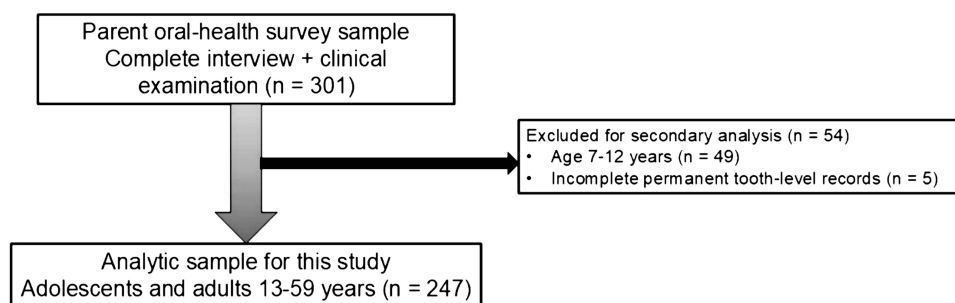 Parent oral-health survey sample
Complete interview + clinical
examination (n = 301)
Excluded for secondary analysis (n = 54)
• Age 7-12 years (n = 49)
• Incomplete permanent tooth-level records (n = 5)
Analytic sample for this study
Adolescents and adults 13-59 years (n = 247)